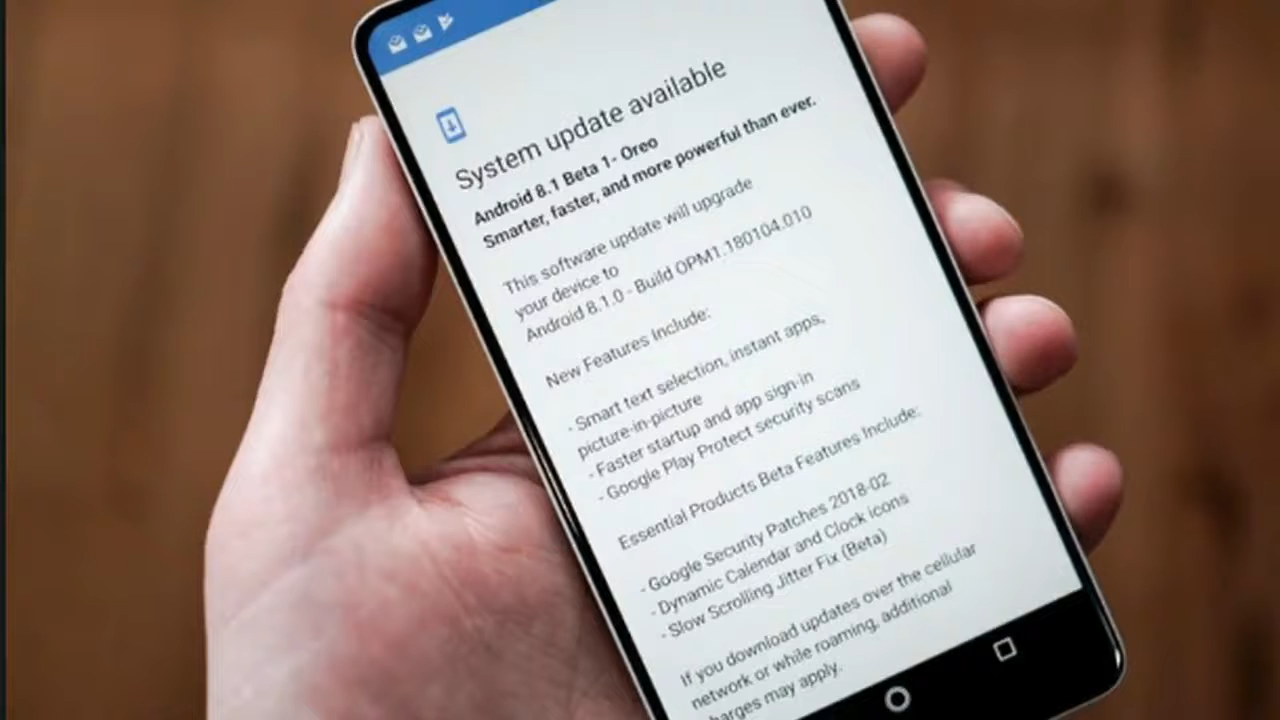 System update available
Android 8.1 Beta 1- Oreo
Smarter, faster, and more powerful than ever.
This software update will upgrade
your device to
Android 8.1.0 - Build OPM1.180104.010
New Features Include:
- Smart text selection, instant apps,
picture-in-picture
- Faster startup and app sign-in
- Google Play Protect security scans
Essential Products Beta Features Include:
- Google Security Patches 2018-02
- Dynamic Calendar and Clock icons
- Slow Scrolling Jitter Fix (Beta)
If you download updates over the cellular
network or while roaming, additional
harges may apply.